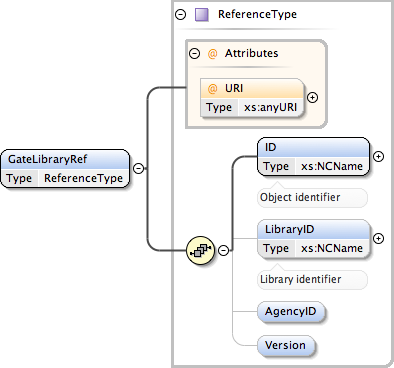 ReferenceType
@ Attributes
@ URI
Type xs:anyURI
GateLibraryRef
Type ReferenceType
ID
Type xs:NCName
Object identifier
LibraryID
Type xs:NCName
Library identifier
AgencyID
Version